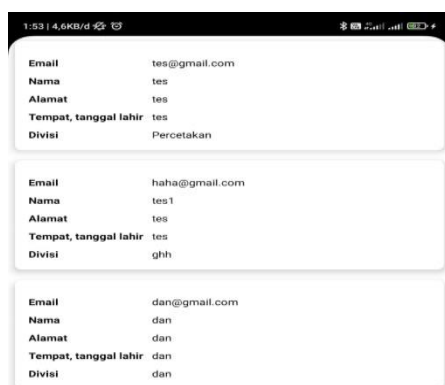 1:53 | 4,6KB/d
Email tes@gmail.com
Nama tes
Alamat tes
Tempat, tanggal lahir tes
Divisi Percetakan
Email haha@gmail.com
Nama tes1
Alamat tes
Tempat, tanggal lahir tes
Divisi ghh
Email dan@gmail.com
Nama dan
Alamat dan
Tempat, tanggal lahir dan
Divisi dan